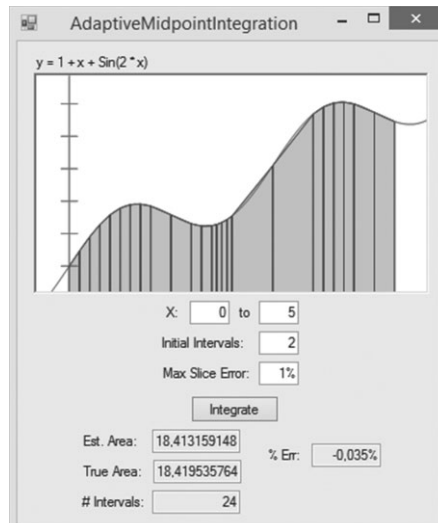 AdaptiveMidpointIntegration
y = 1 + x + Sin(2 * x)
X: 0 to 5
Initial Intervals: 2
Max Slice Error: 1%
Integrate
Est. Area: 18,413159148
% Err: -0,035%
True Area: 18,419535764
# Intervals: 24